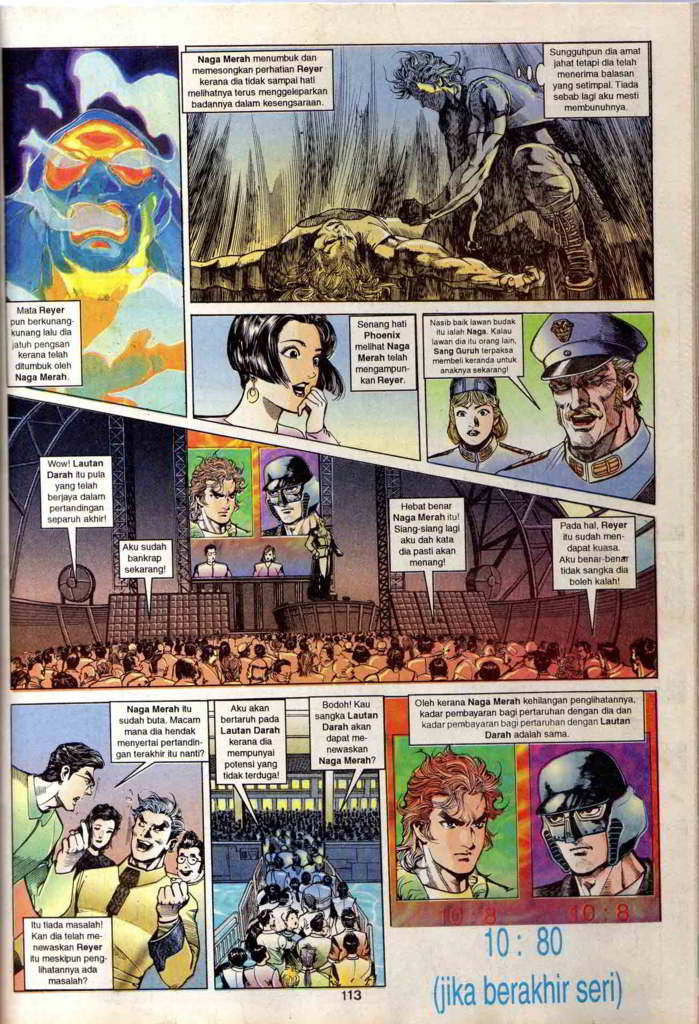 Naga Merah menumbuk dan
memesongkan perhatian Reyer
kerana dia tidak sampai hati
melihatnya terus menggeleparkan
badannya dalam kesengsaraan.
Sungguhpun dia amat
jahat tetapi dia telah
menerima balasan
yang setimpal. Tiada
sebab lagi aku mesti
membunuhnya.
Mata Reyer
pun berkunang-
kunang lalu dia
jatuh pengsan
kerana telah
ditumbuk oleh
Naga Merah.
Senang hati
Phoenix
melihat Naga
Merah telah
mengampun-
kan Reyer.
Nasib baik lawan budak
itu ialah Naga. Kalau
lawan dia itu orang lain,
Sang Guruh terpaksa
membeli keranda untuk
anaknya sekarang!
Wow! Lautan
Darah itu pula
yang telah
berjaya dalam
pertandingan
separuh akhir!
Aku sudah
bankrap
sekarang!
Hebat benar
Naga Merah itu!
Siang-siang lagi
aku dah kata
dia pasti akan
menang!
Pada hal, Reyer
itu sudah men-
dapat kuasa.
Aku benar-benar
tidak sangka dia
boleh kalah!
Naga Merah itu
sudah buta. Macam
mana dia hendak
menyertai pertandin-
gan terakhir itu nanti?
Itu tiada masalah!
Kan dia telah me-
newaskan Reyer
itu meskipun peng-
lihatannya ada
masalah?
Aku akan
bertaruh pada
Lautan Darah
kerana dia
mempunyai
potensi yang
tidak terduga!
Bodoh! Kau
sangka Lautan
Darah akan
dapat me-
newaskan
Naga Merah?
Oleh kerana Naga Merah kehilangan penglihatannya,
kadar pembayaran bagi pertaruhan dengan dia dan
kadar pembayaran bagi pertaruhan dengan Lautan
Darah adalah sama.
10:8
10:8
10 : 80
(jika berakhir seri)
113